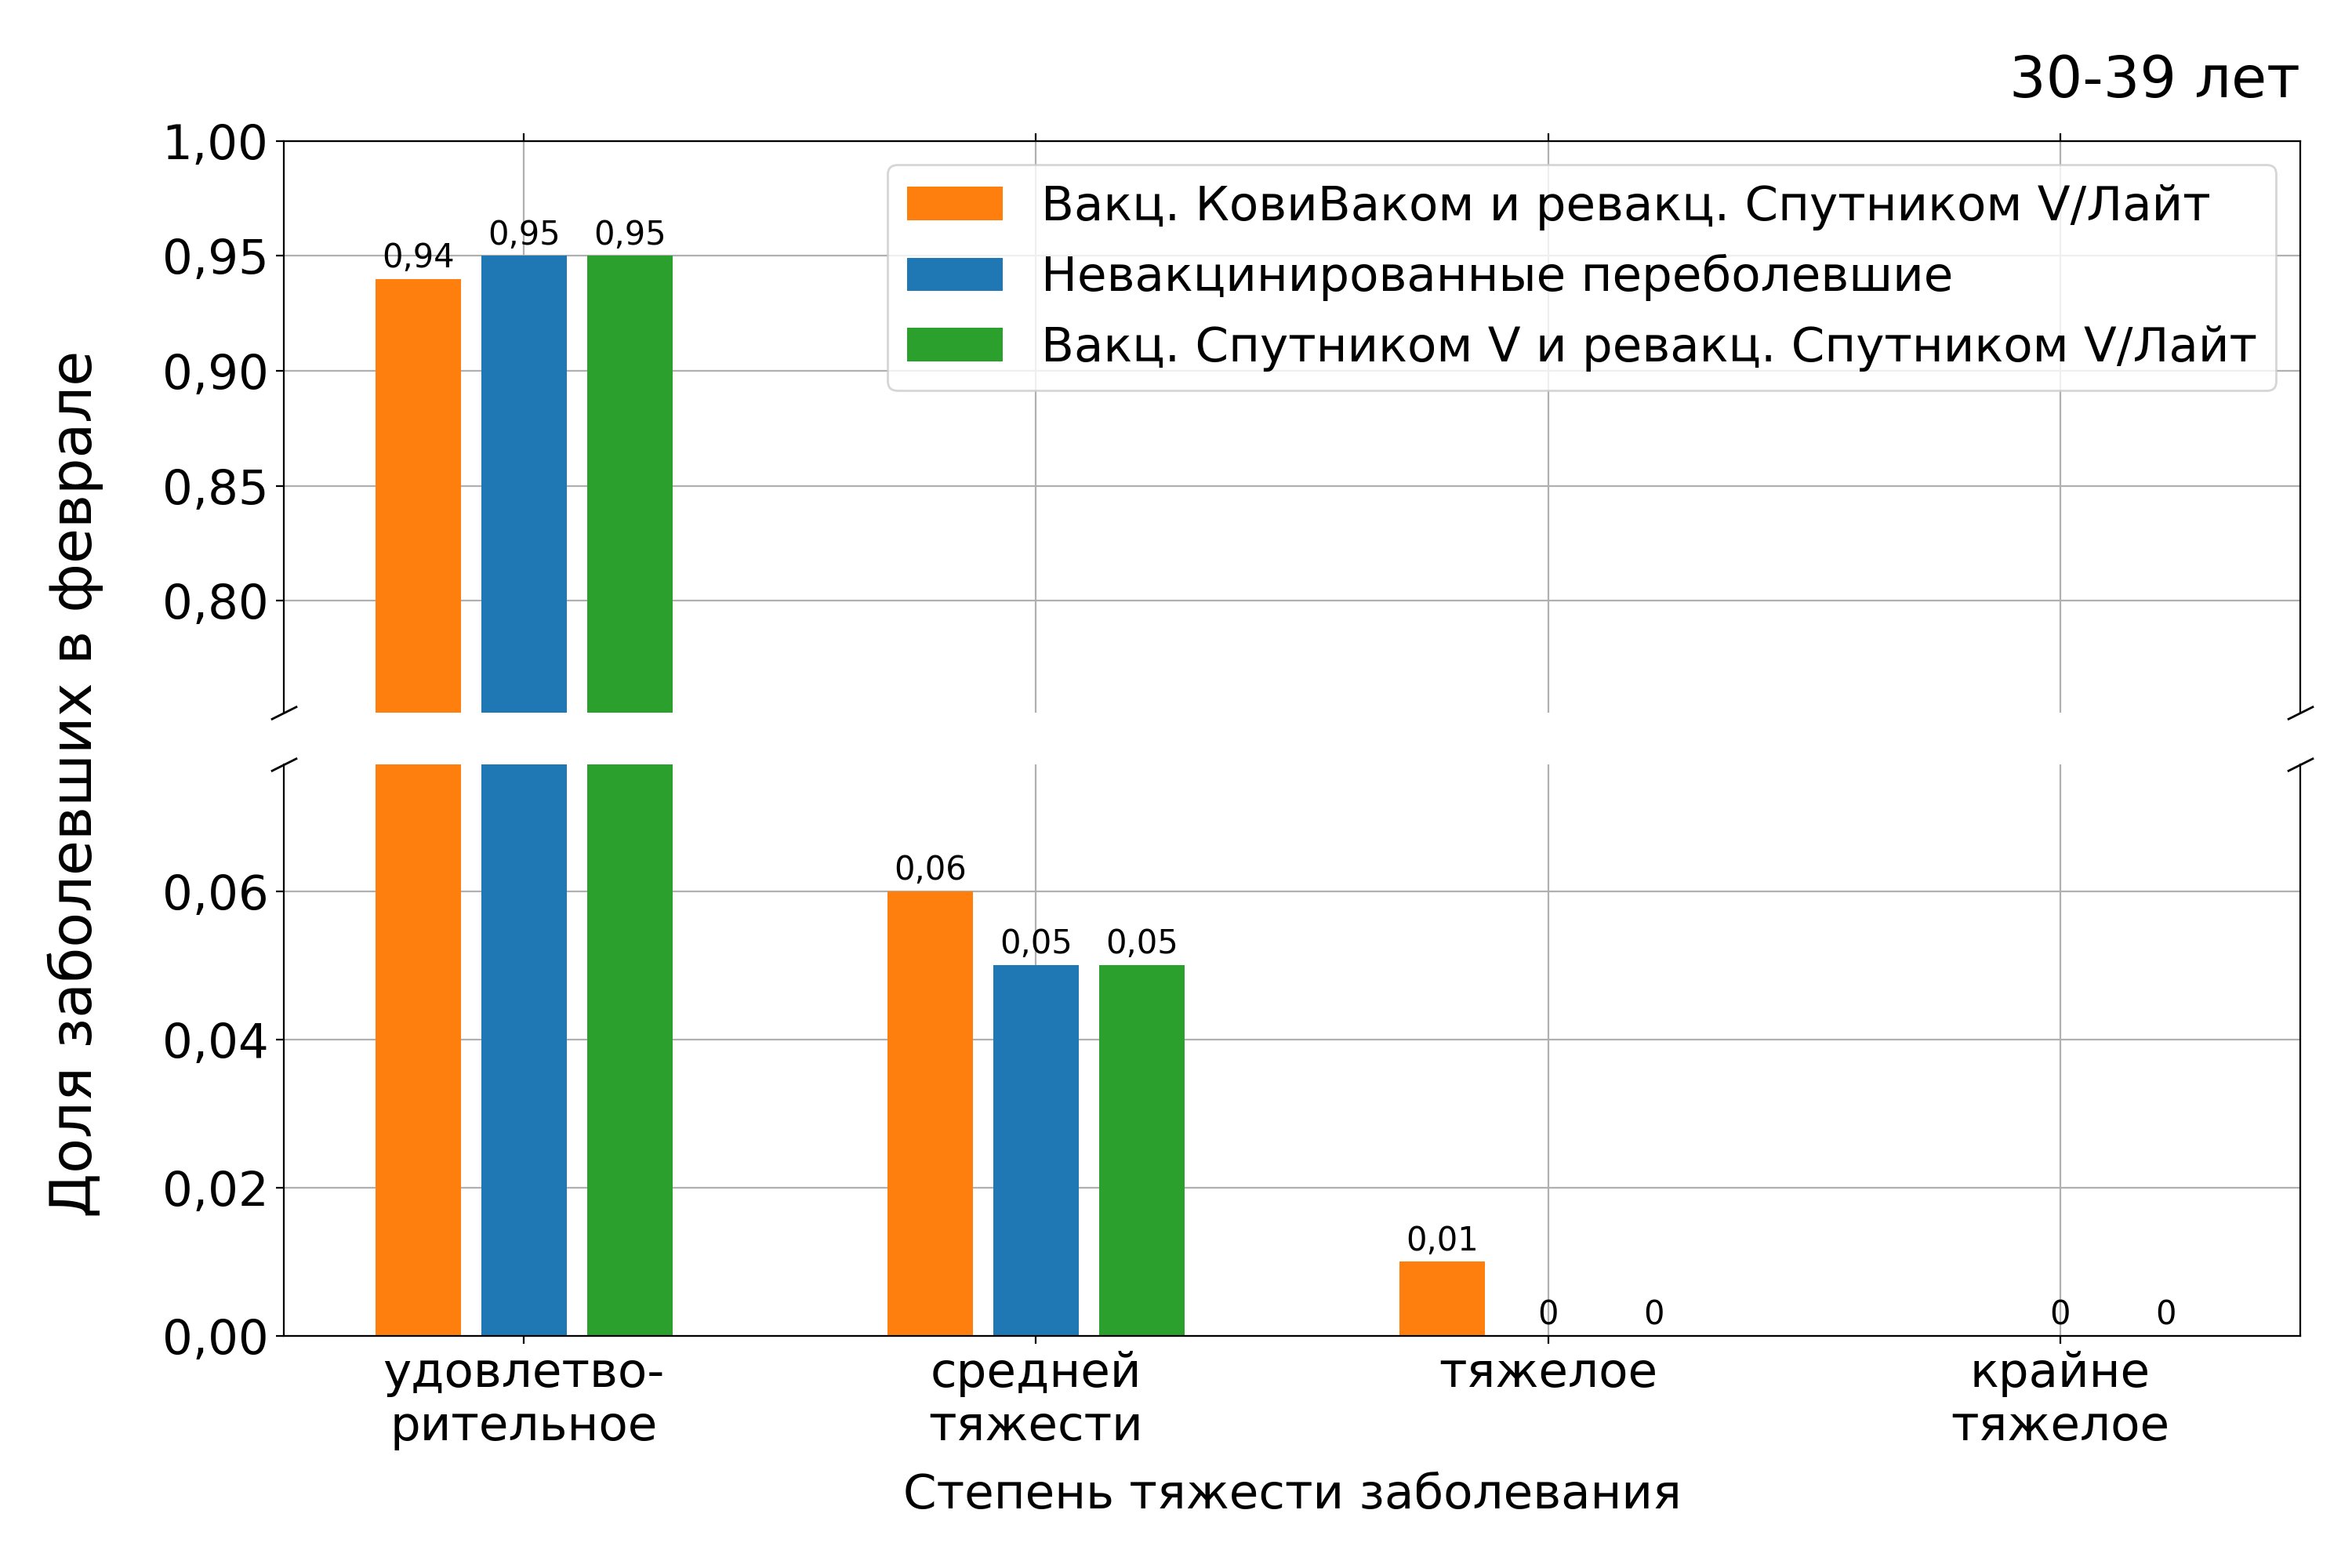 30-39 лет
Доля заболевших в феврале
1,00
0,95
0,90
0,85
0,80
0,06
0,04
0,02
0,00
Вакц. КовиВаком и ревакц. Спутником V/Лайт
Невакцинированные переболевшие
Вакц. Спутником V и ревакц. Спутником V/Лайт
0,94
0,95
0,95
0,06
0,05
0,05
0,01
0
0
0
0
удовлетво-
рительное
средней
тяжести
тяжелое
крайне
тяжелое
Степень тяжести заболевания